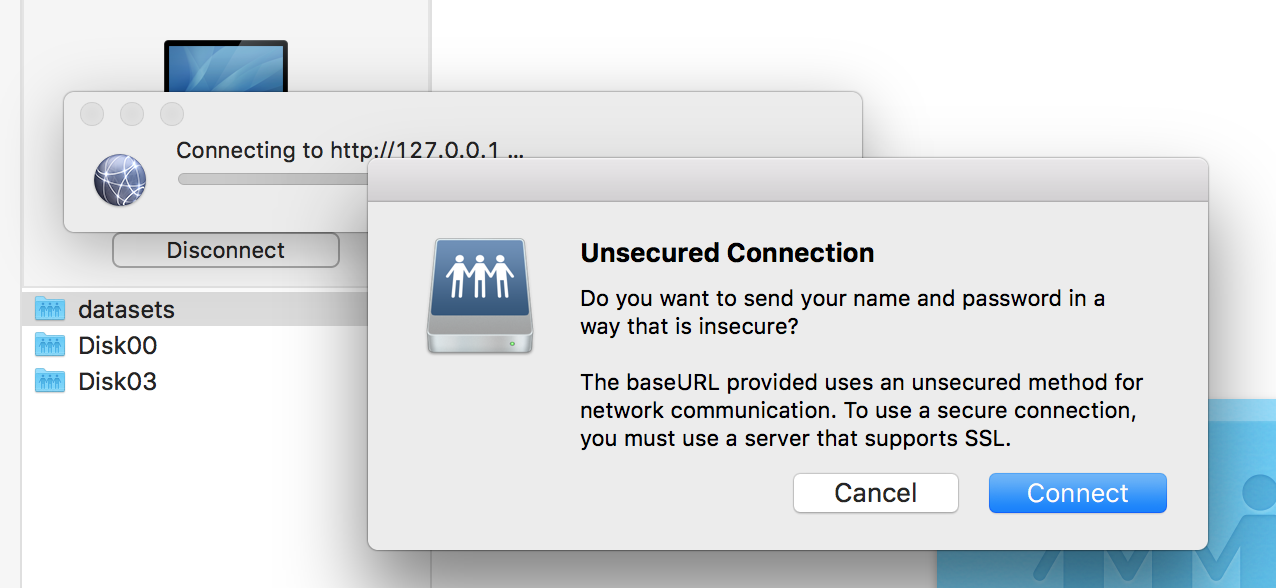 Connecting to http://127.0.0.1 ...
Disconnect
datasets
Disk00
Disk03
Unsecured Connection
Do you want to send your name and password in a
way that is insecure?
The baseURL provided uses an unsecured method for
network communication. To use a secure connection,
you must use a server that supports SSL.
Cancel
Connect